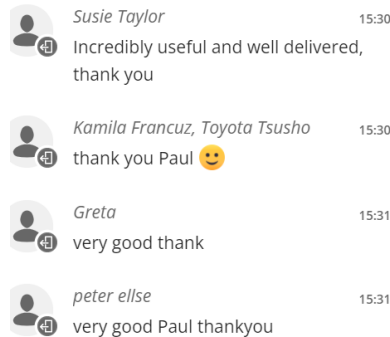 Susie Taylor 15:30
Incredibly useful and well delivered,
thank you
Kamila Francuz, Toyota Tsusho 15:30
thank you Paul 🙂
Greta 15:31
very good thank
peter ellse 15:31
very good Paul thankyou